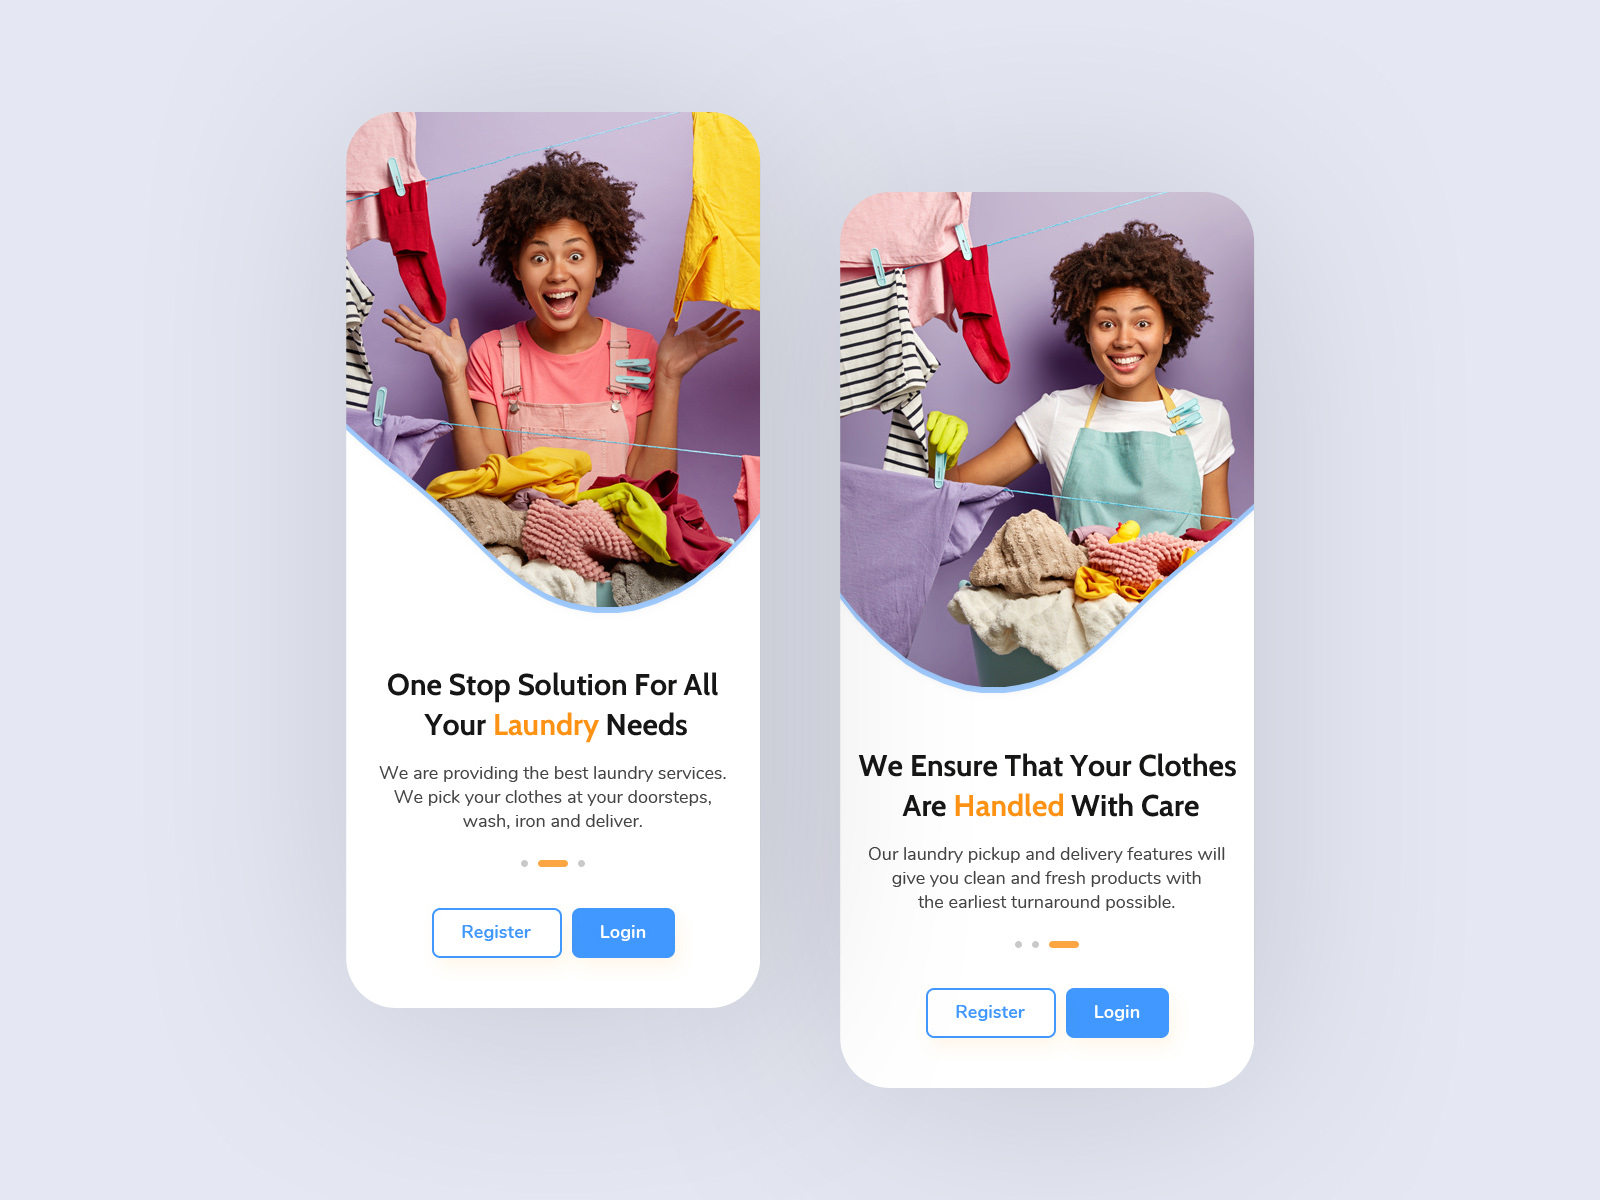 One Stop Solution For All
Your Laundry Needs
We are providing the best laundry services.
We pick your clothes at your doorsteps,
wash, iron and deliver.
Register
Login
We Ensure That Your Clothes
Are Handled With Care
Our laundry pickup and delivery features will
give you clean and fresh products with
the earliest turnaround possible.
Register
Login